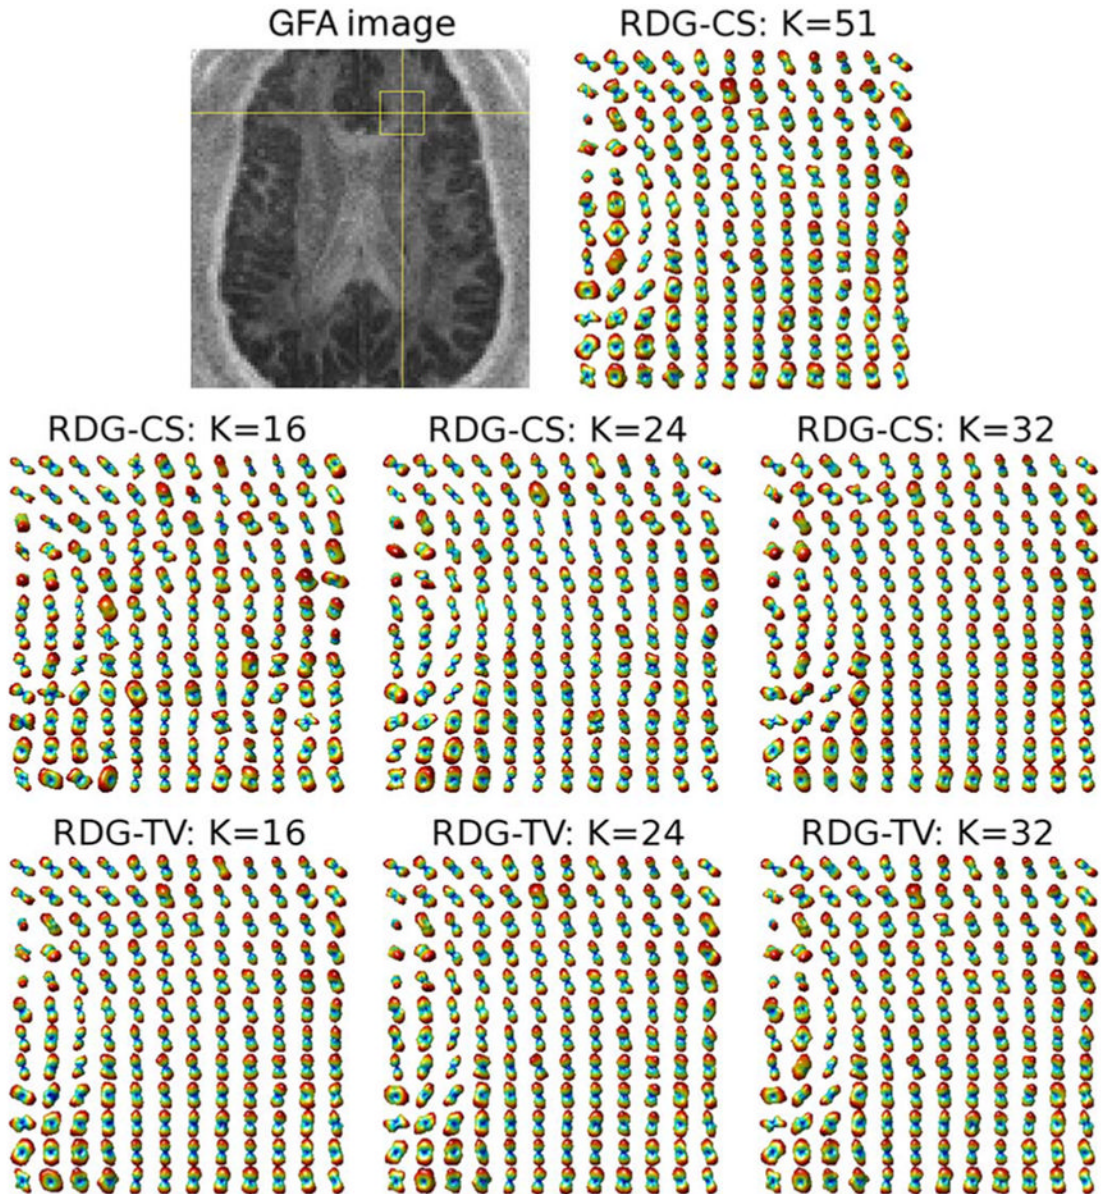 GFA image
RDG-CS: K=51
RDG-CS: K=16
RDG-CS: K=24
RDG-CS: K=32
RDG-TV: K=16
RDG-TV: K=24
RDG-TV: K=32